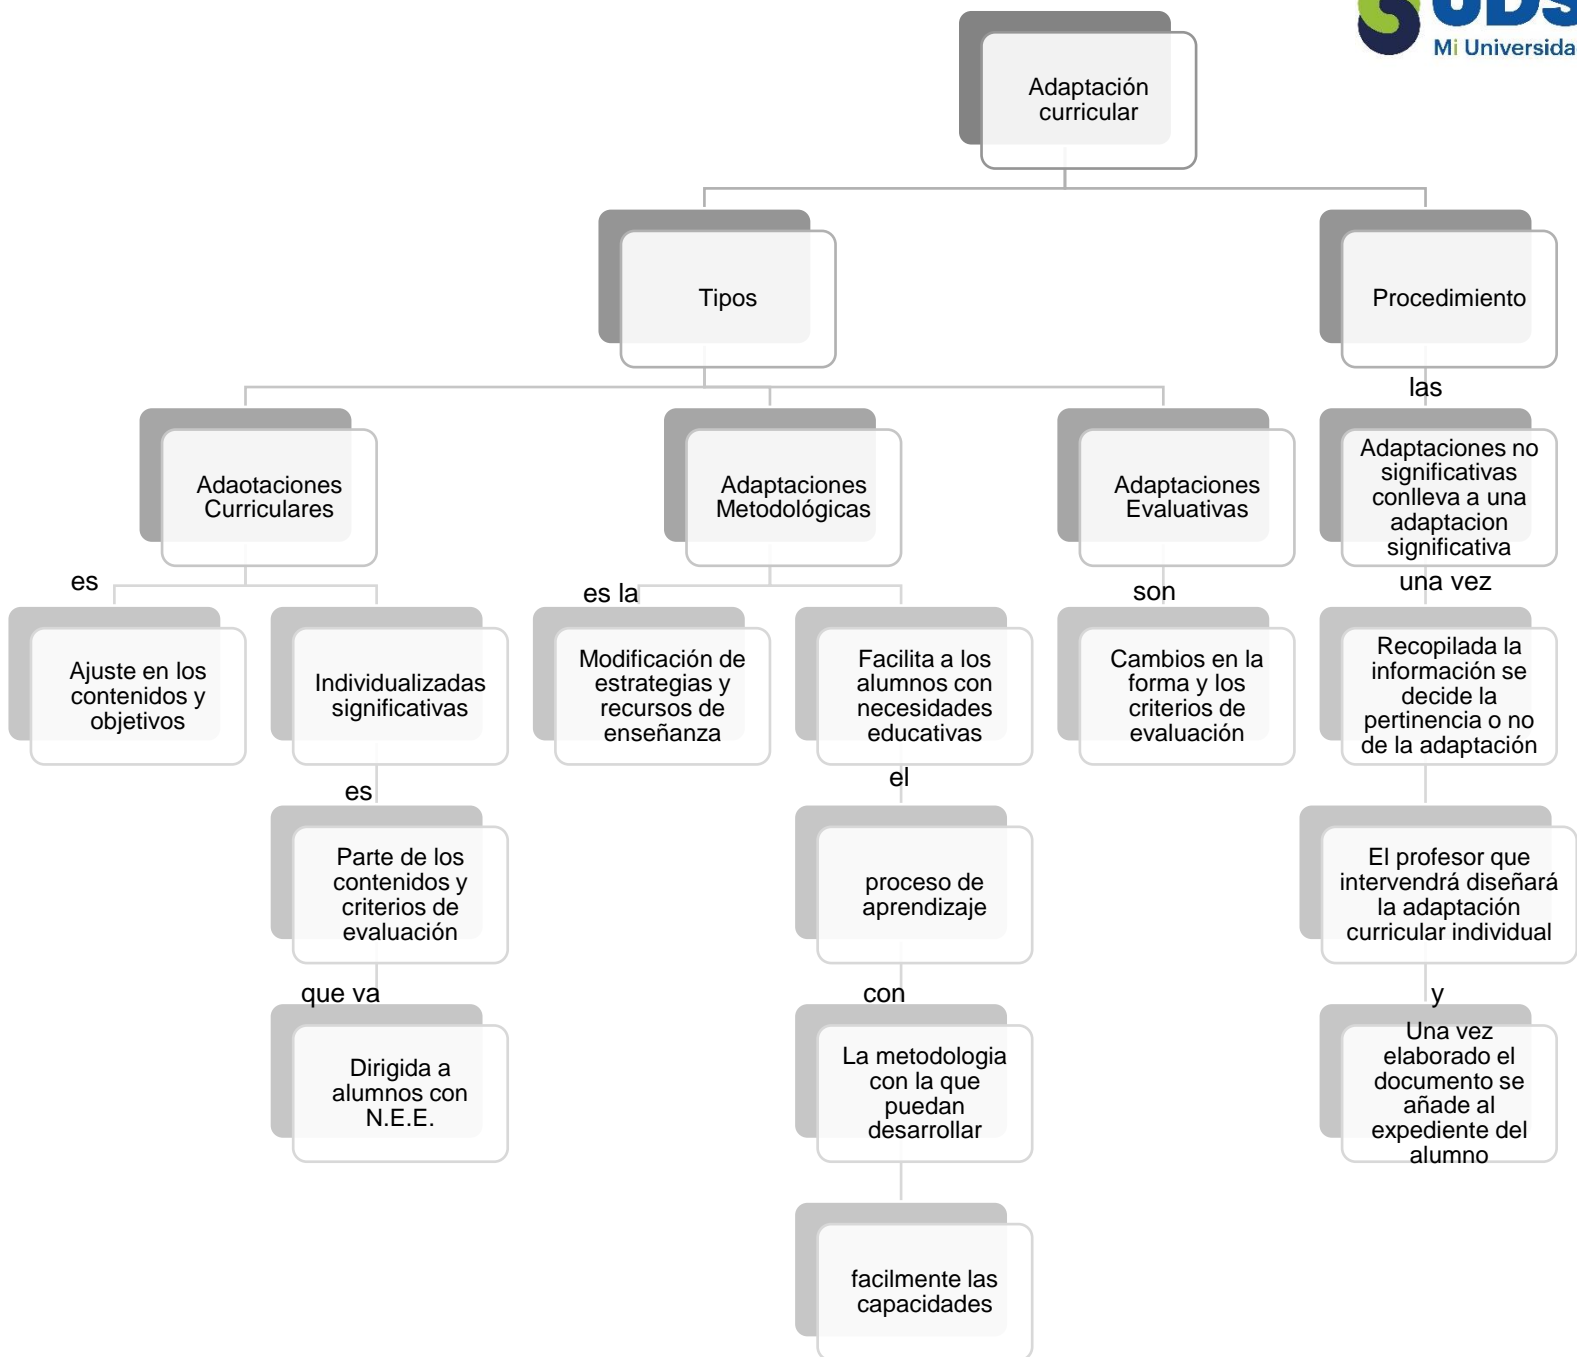 UDS
Mi Universida
Adaptación
curricular
Tipos
Procedimiento
las
Adaotaciones
Curriculares
Adaptaciones
Metodológicas
Adaptaciones
Evaluativas
Adaptaciones no
significativas
conlleva a una
adaptacion
significativa
es
es la
son
una vez
Ajuste en los
contenidos y
objetivos
Individualizadas
significativas
Modificación de
estrategias y
recursos de
enseñanza
Facilita a los
alumnos con
necesidades
educativas
Cambios en la
forma y los
criterios de
evaluación
Recopilada la
información se
decide la
pertinencia o no
de la adaptación
es
el
Parte de los
contenidos y
criterios de
evaluación
proceso de
aprendizaje
El profesor que
intervendrá diseñará
la adaptación
curricular individual
que va
con
y
Dirigida a
alumnos con
N.E.E.
La metodologia
con la que
puedan
desarrollar
Una vez
elaborado el
documento se
añade al
expediente del
alumno
facilmente las
capacidades